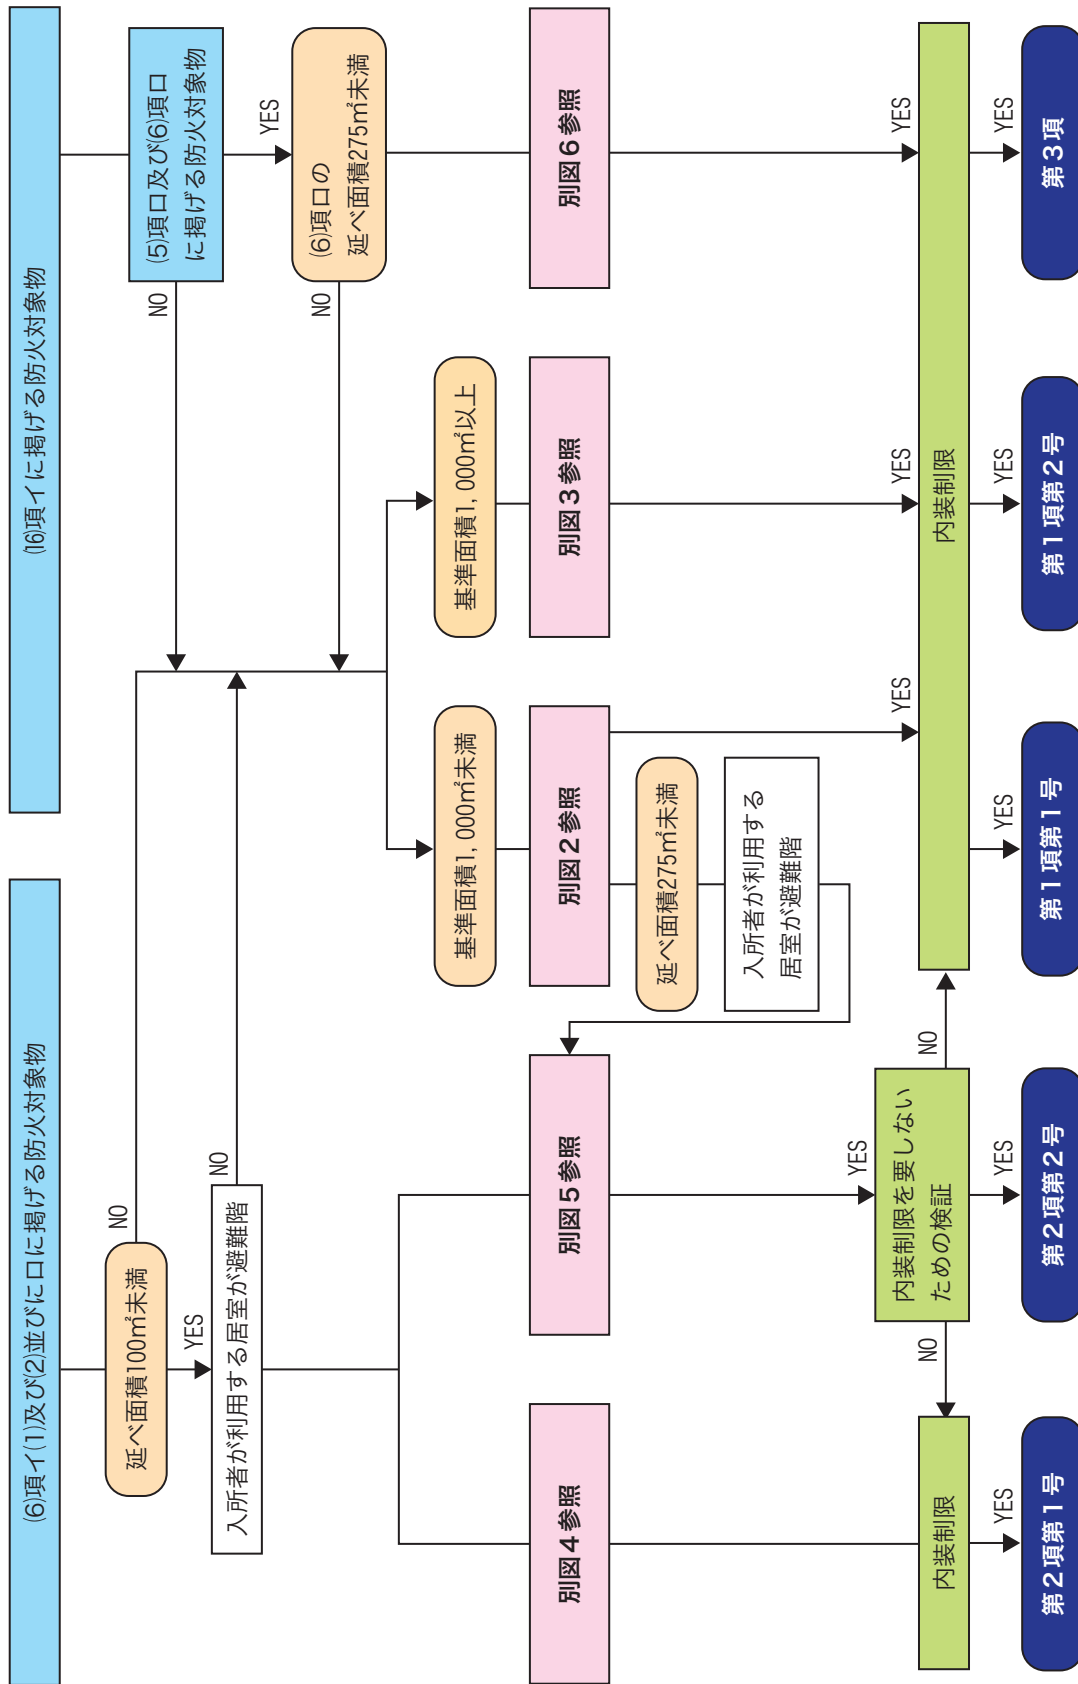 (6)項イ(1)及び(2)並びにロに掲げる防火対象物
(16)項イに掲げる防火対象物
延べ面積100㎡未満
NO
YES
入所者が利用する居室が避難階
NO
(5)項ロ及び(6)項ロ
に掲げる防火対象物
NO
YES
(6)項ロの
延べ面積275㎡未満
NO
基準面積1,000㎡未満
基準面積1,000㎡以上
別図4参照
別図5参照
別図2参照
別図3参照
別図6参照
延べ面積275㎡未満
入所者が利用する
居室が避難階
YES
YES
YES
YES
内装制限を要しない
ための検証
NO
NO
内装制限
内装制限
YES
YES
YES
YES
YES
第2項第1号
第2項第2号
第1項第1号
第1項第2号
第3項